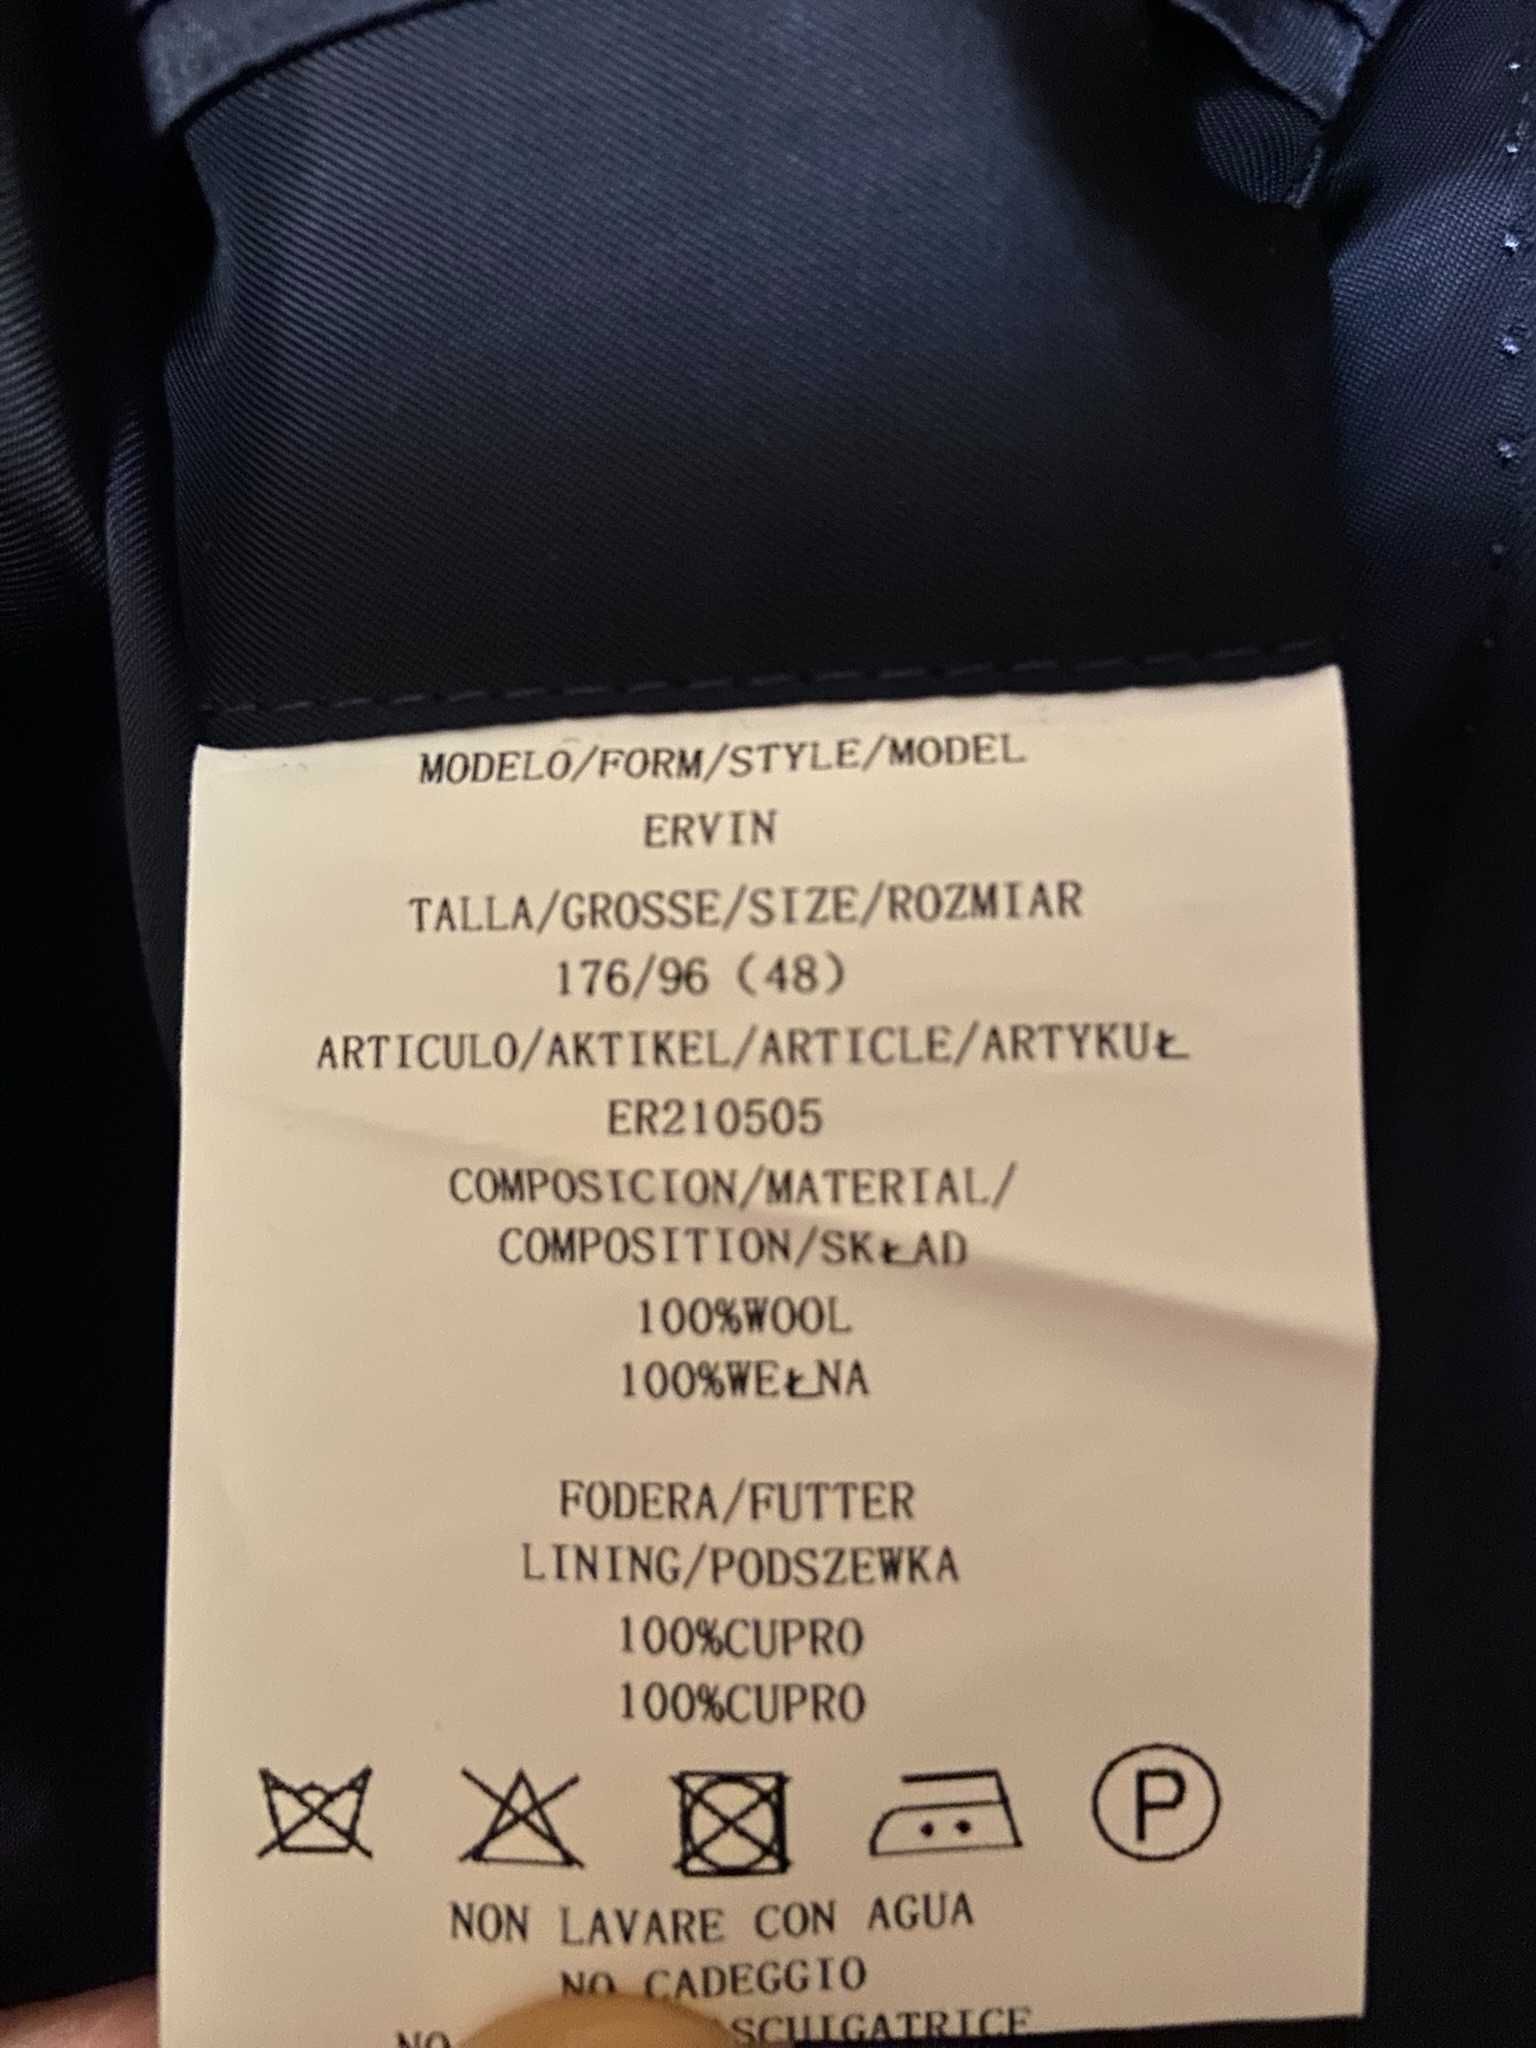 MODELO/FORM/STYLE/MODEL
ERVIN
TALLA/GROSSE/SIZE/ROZMIAR
176/96 (48)
ARTICULO/AKTIKEL/ARTICLE/ARTYKUŁ
ER210505
COMPOSICION/MATERIAL/
COMPOSITION/SKŁAD
100%WOOL
100%WEŁNA
FODERA/FUTTER
LINING/PODSZEWKA
100%CUPRO
100%CUPRO
P
NON LAVARE CON AGUA
NO CADEGGIO
NO